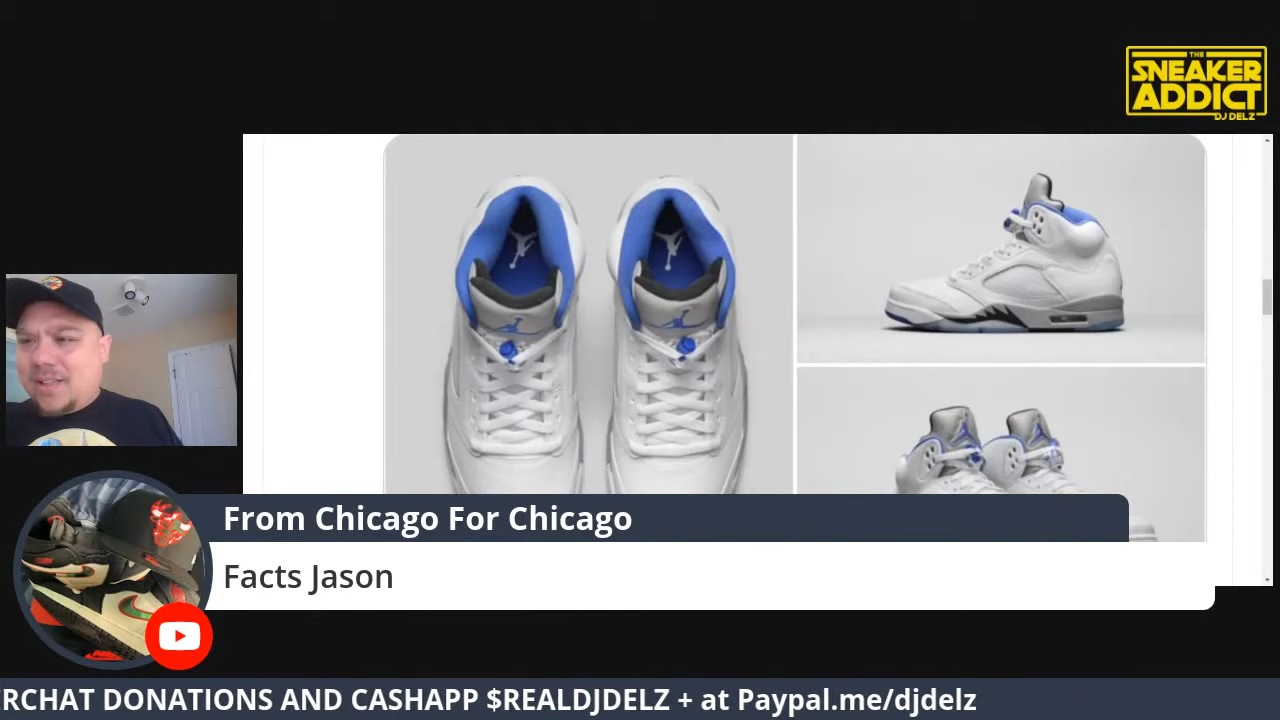 THE
SNEAKER
ADDICT
DJ DELZ
From Chicago For Chicago
Facts Jason
ERCHAT DONATIONS AND CASHAPP $REALDJDELZ + at Paypal.me/djdelz